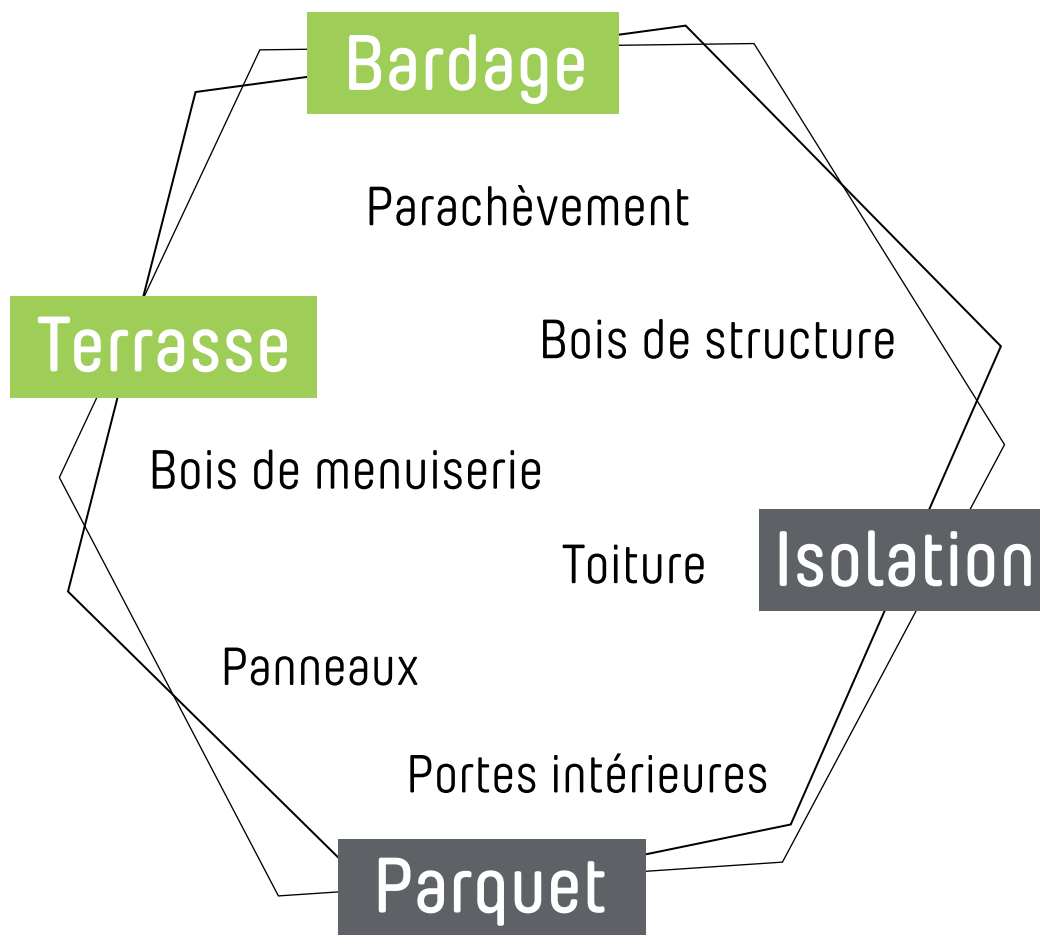 Bardage
Parachèvement
Terrasse
Bois de structure
Bois de menuiserie
Toiture
Isolation
Panneaux
Portes intérieures
Parquet